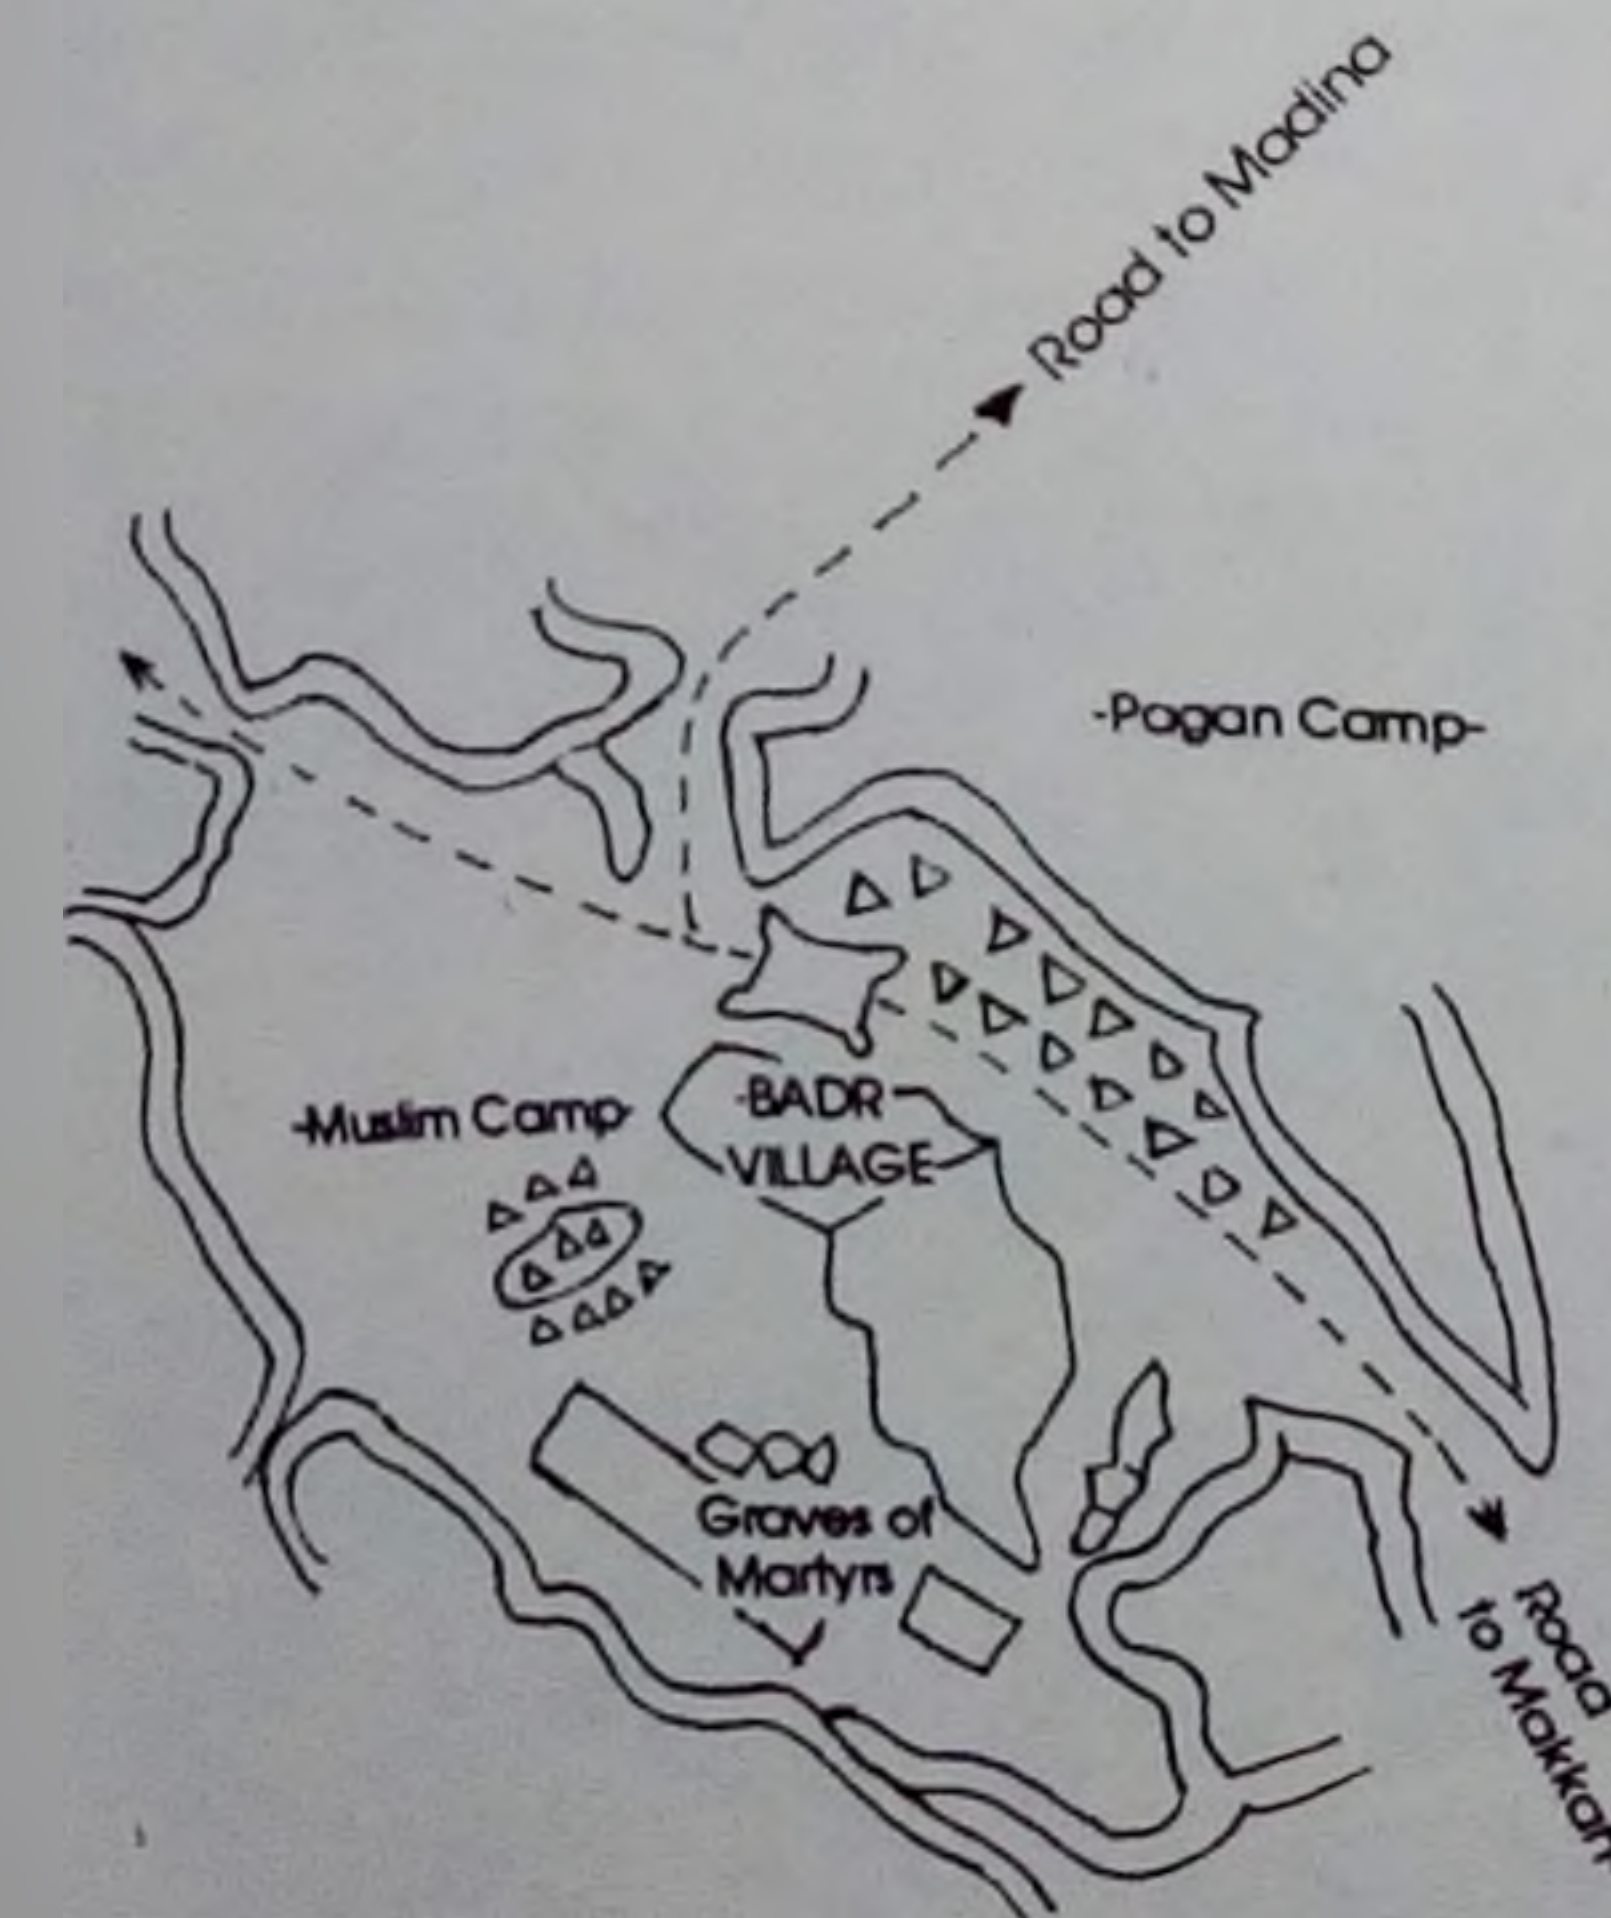 Road to Madina
-Pagan Camp-
-Muslim Camp-
-BADR
VILLAGE
Graves of
Martyrs
Road
to Makkah